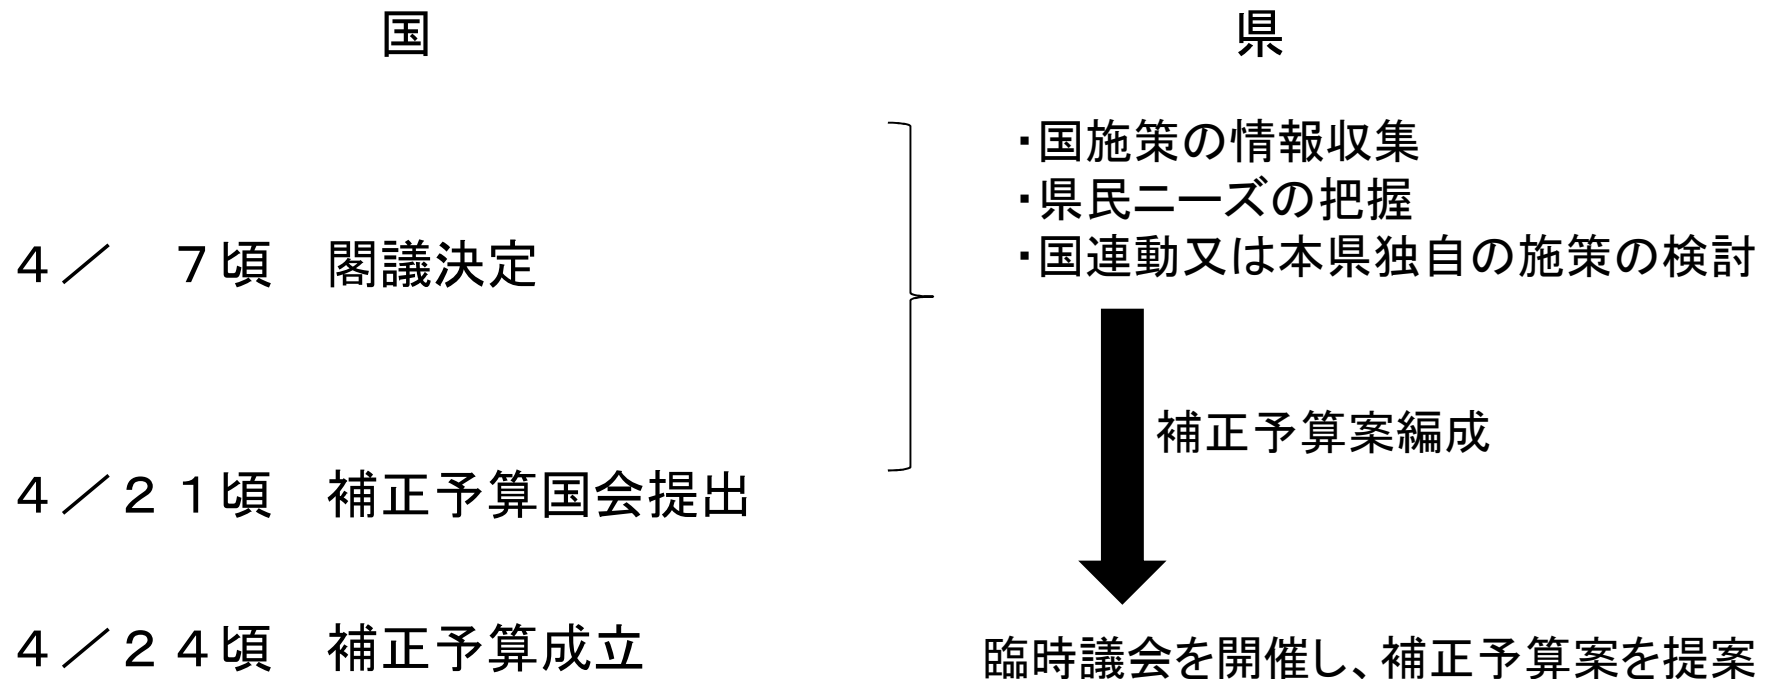 国
県
・国施策の情報収集
・県民ニーズの把握
・国連動又は本県独自の施策の検討
４／　７頃　閣議決定
補正予算案編成
４／２１頃　補正予算国会提出
４／２４頃　補正予算成立
臨時議会を開催し、補正予算案を提案